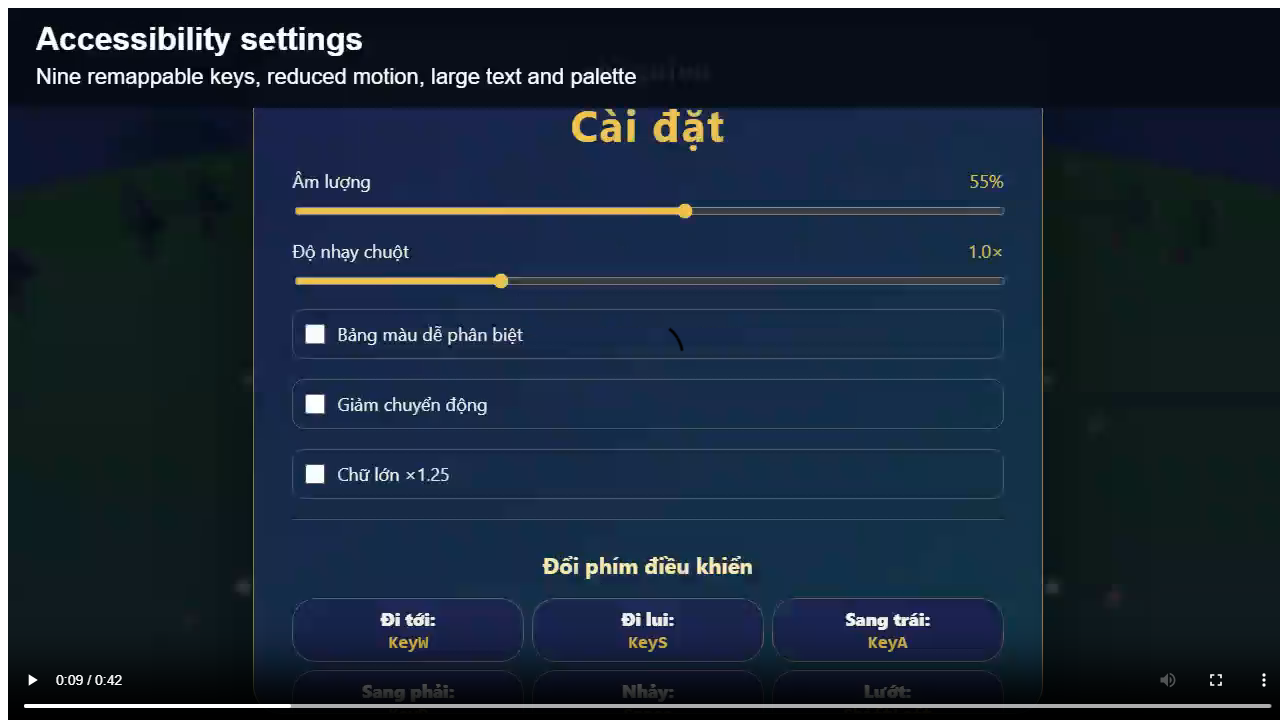 Accessibility settings
Nine remappable keys, reduced motion, large text and palette
Cài đặt
Âm lượng 55%
Độ nhạy chuột 1.0×
Bảng màu dễ phân biệt
Giảm chuyển động
Chữ lớn ×1.25
Đổi phím điều khiển
Đi tới: Đi lui: Sang trái:
KeyW KeyS KeyA
Sang phải: Nhảy: Lướt:
0:09 / 0:42